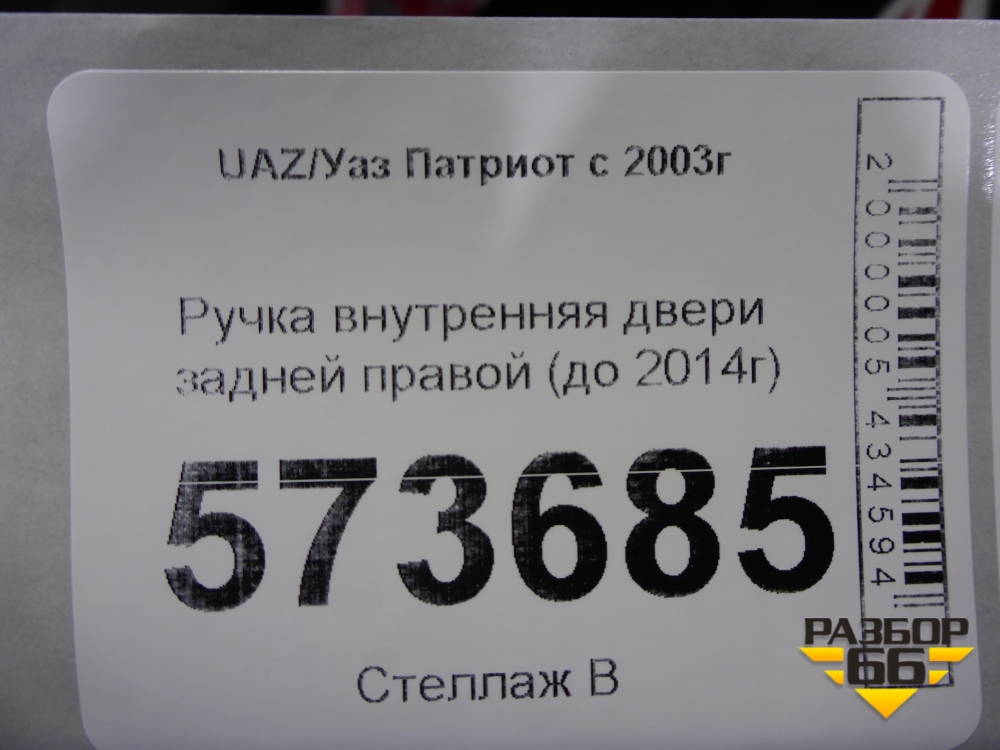 UAZ/Уаз Патриот с 2003г
Ручка внутренняя двери
задней правой (до 2014г)
573685
Стеллаж В
2000005434594
РАЗБОР
66